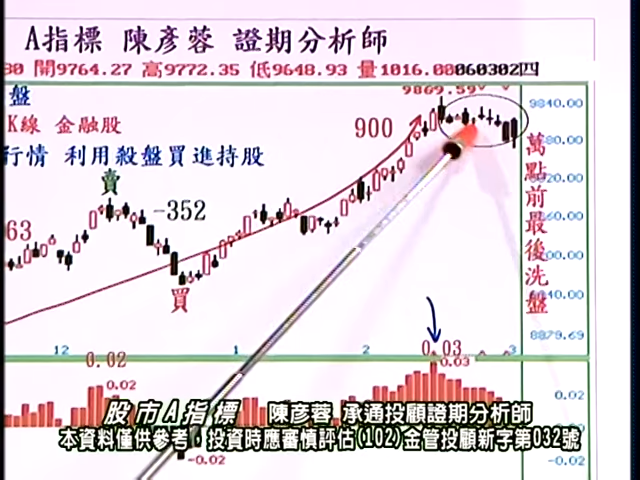 A指標 陳彥蓉 證期分析師
80 開9764.27 高9772.35 低9648.93 量1016.00060302四
盤 9869.59 9840.00
K線 金融股 900
行情 利用殺盤買進持股
賣
-352
63
買
萬點前最後洗盤
8879.69
12 1 2 3
0.02 0.03
0.02 0.03 0.02
0.00
-0.02 -0.02
股市A指標 陳彥蓉 承通投顧證期分析師
本資料僅供參考，投資時應審慎評估(102)金管投顧新字第032號